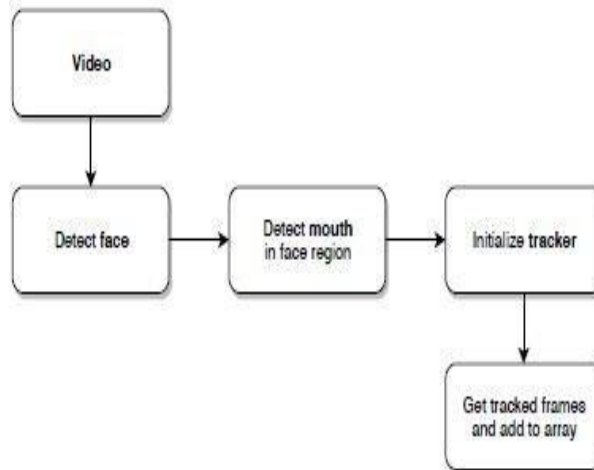 Video
Detect face
Detect mouth
in face region
Initialize tracker
Get tracked frames
and add to array